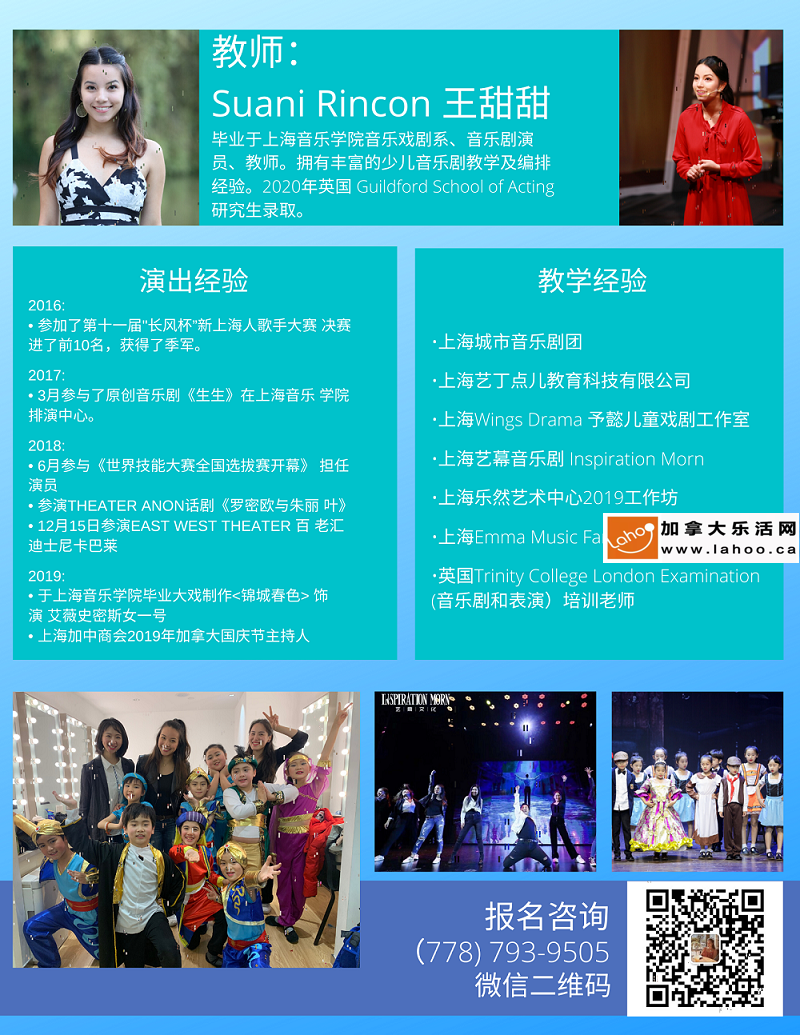 教师：
Suani Rincon 王甜甜
毕业于上海音乐学院音乐戏剧系、音乐剧演
员、教师。拥有丰富的少儿音乐剧教学及编排
经验。2020年英国 Guildford School of Acting
研究生录取。
演出经验
2016:
• 参加了第十一届"长风杯"新上海人歌手大赛 决赛
进了前10名，获得了季军。
2017:
• 3月参与了原创音乐剧《生生》在上海音乐 学院
排演中心。
2018:
• 6月参与《世界技能大赛全国选拔赛开幕》 担任
演员
• 参演THEATER ANON话剧《罗密欧与朱丽 叶》
• 12月15日参演EAST WEST THEATER 百 老汇
迪士尼卡巴莱
2019:
• 于上海音乐学院毕业大戏制作<锦城春色> 饰
演 艾薇史密斯女一号
• 上海加中商会2019年加拿大国庆节主持人
教学经验
·上海城市音乐剧团
·上海艺丁点儿教育科技有限公司
·上海Wings Drama 予懿儿童戏剧工作室
·上海艺幕音乐剧 Inspiration Morn
·上海乐然艺术中心2019工作坊
·上海Emma Music
Lahoo 加拿大乐活网
www.lahoo.ca
·英国Trinity College London Examination
(音乐剧和表演）培训老师
INSPIRATION MORN
艺幕文化
报名咨询
（778) 793-9505
微信二维码